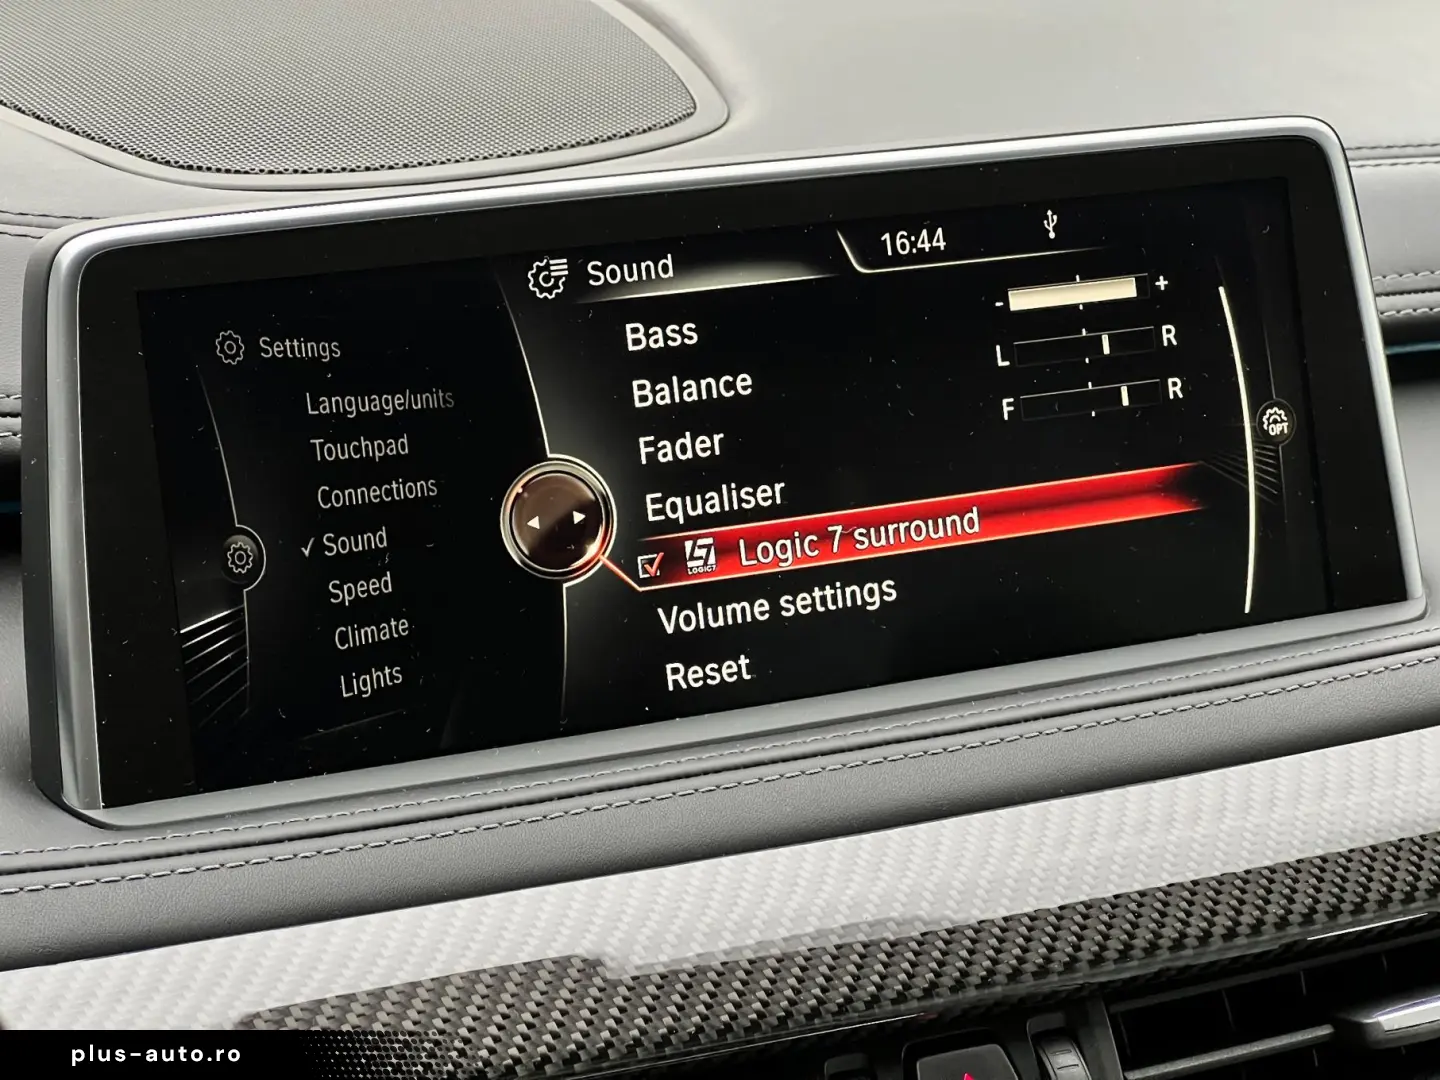 Sound
16:44
Settings
Language/units
Touchpad
Connections
✓ Sound
Speed
Climate
Lights
Bass
- +
Balance
L R
Fader
F R
Equaliser
LOGIC7 Logic 7 surround
Volume settings
Reset
OPT
plus-auto.ro